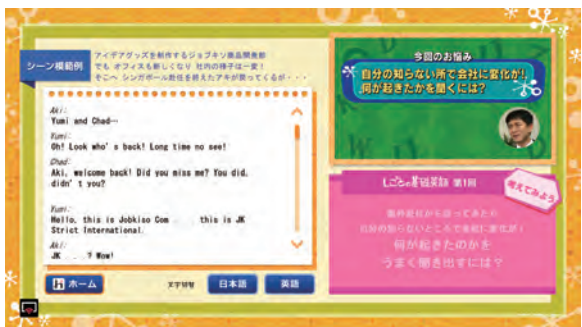 シーン模範例
アイデアグッズを制作するジョブキソ商品開発部
でも オフィスも新しくなり 社内の様子は一変!
そこへ シンガポール赴任を終えたアキが戻ってくるが・・・
Aki:
Yumi and Chad…
Yumi:
Oh! Look who's back! Long time no see!
Chad:
Aki, welcome back! Did you miss me? You did,
didn't you?
Yumi:
Hello, this is Jobkiso Com . . this is JK
Strict International.
Aki:
JK . . ? Wow!
ホーム
文字切替
日本語
英語
今回のお悩み
自分の知らない所で会社に変化が!
何が起きたかを聞くには?
しごとの基礎英語 第1回
考えてみよう
海外赴任から戻ってみたら
自分の知らないところで会社に変化が!
何が起きたのかを
うまく聞き出すには?